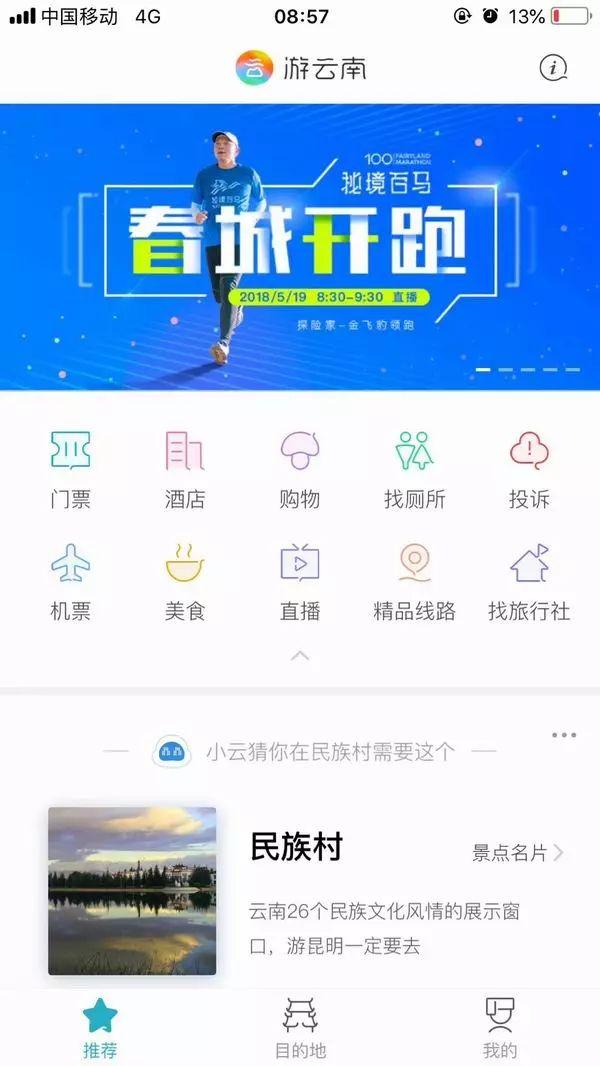 中国移动 4G 08:57 13%
游云南
100 FAIRYLAND MARATHON
秘境百马
春城开跑
2018/5/19 8:30-9:30 直播
探险家-金飞豹领跑
门票 酒店 购物 找厕所 投诉
机票 美食 直播 精品线路 找旅行社
小云猜你在民族村需要这个
民族村 景点名片
云南26个民族文化风情的展示窗
口，游昆明一定要去
推荐 目的地 我的